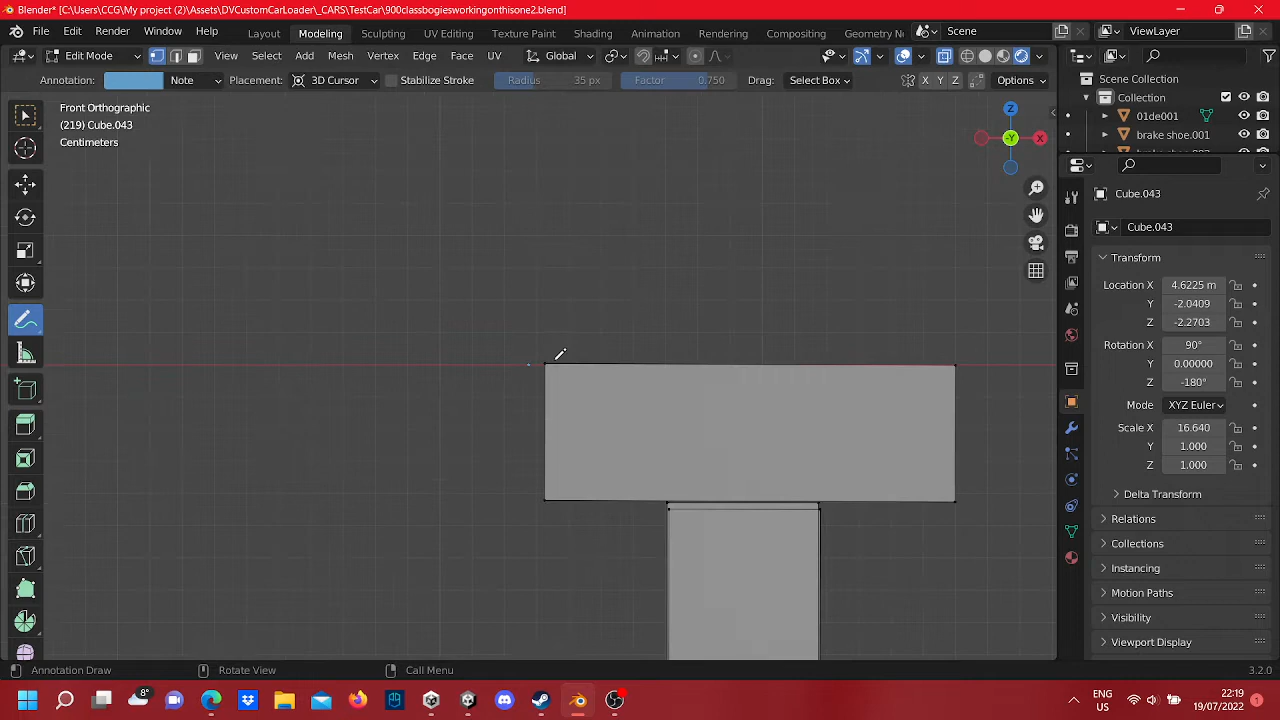 Blender* [C:\Users\CCG\My project (2)\Assets\DVCustomCarLoader\_CARS\TestCar\900classbogiesworkingonthisone2.blend]
File Edit Render Window Help Layout Modeling Sculpting UV Editing Texture Paint Shading Animation Rendering Compositing Geometry N Scene ViewLayer
Edit Mode View Select Add Mesh Vertex Edge Face UV Global
Annotation: Note Placement: 3D Cursor Stabilize Stroke Radius 35 px Factor 0.750 Drag: Select Box X Y Z Options
Scene Collection
Collection
01de001
brake shoe.001
Front Orthographic
(219) Cube.043
Centimeters
Z
-Y
X
Cube.043
Cube.043
Transform
Location X 4.6225 m
Y -2.0409
Z -2.2703
Rotation X 90°
Y 0.00000
Z -180°
Mode XYZ Euler
Scale X 16.640
Y 1.000
Z 1.000
Delta Transform
Relations
Collections
Instancing
Motion Paths
Visibility
Viewport Display
Annotation Draw Rotate View Call Menu 3.2.0
8° ENG US 22:19 19/07/2022 1